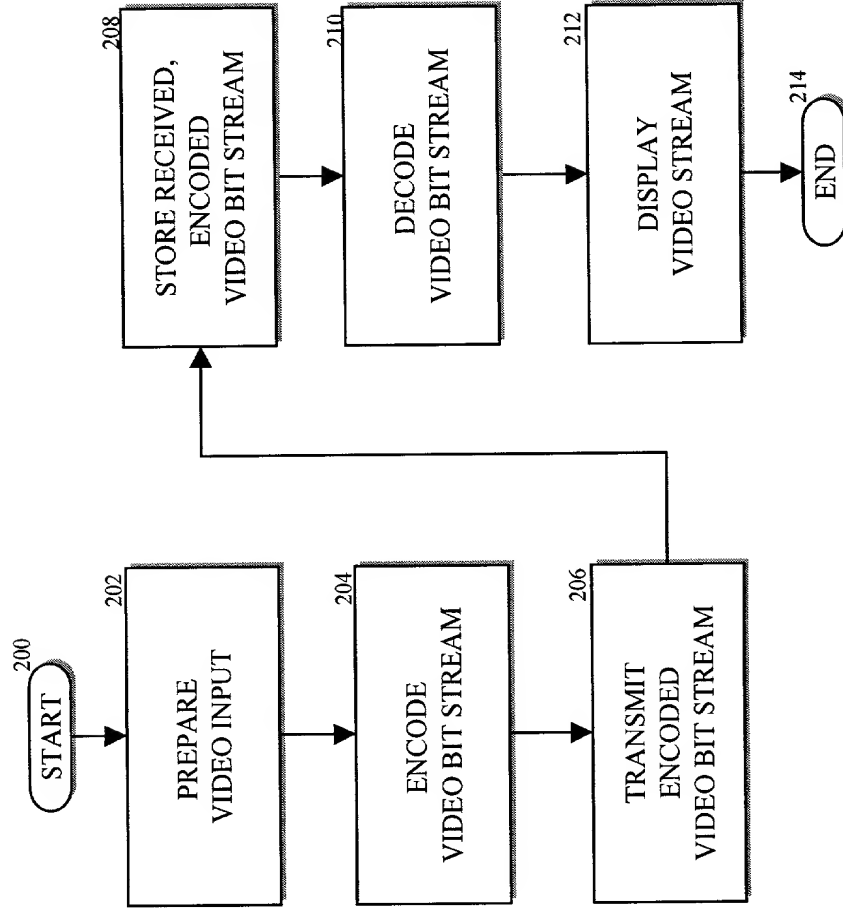 START
200
202
PREPARE
VIDEO INPUT
204
ENCODE
VIDEO BIT STREAM
206
TRANSMIT
ENCODED
VIDEO BIT STREAM
208
STORE RECEIVED,
ENCODED
VIDEO BIT STREAM
210
DECODE
VIDEO BIT STREAM
212
DISPLAY
VIDEO STREAM
214
END